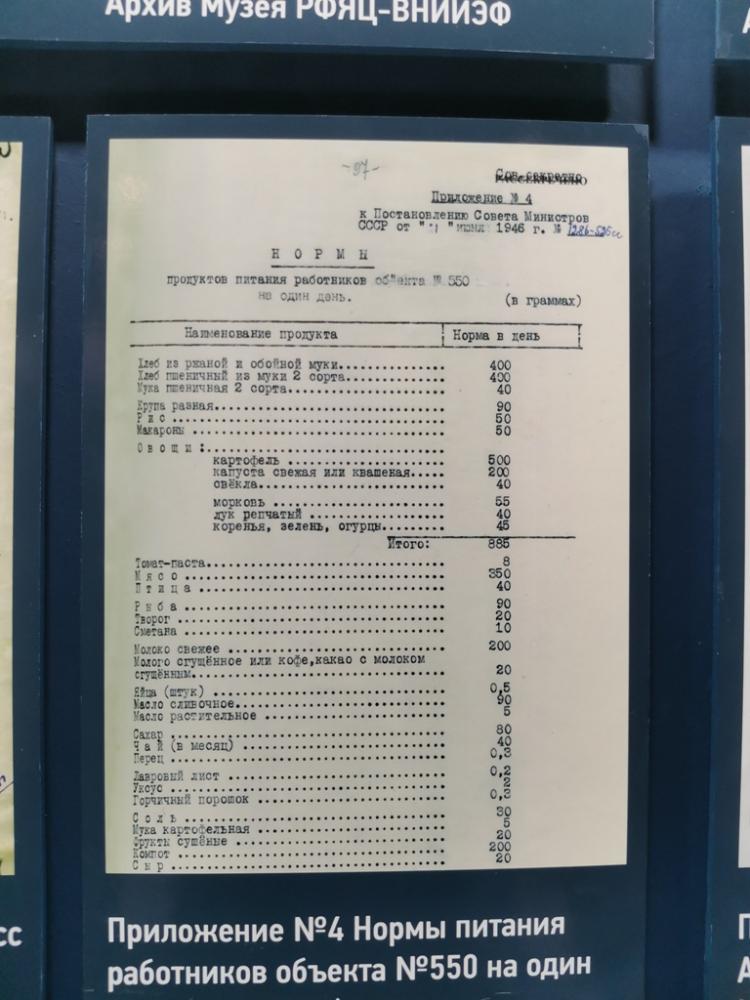 Архив Музея РФЯЦ-ВНИИЭФ
-97-
Сов.секретно
РАССЕКРЕЧЕНО
Приложение № 4
к Постановлению Совета Министров
СССР от " " июня 1946 г. № 1286-525сс
Н О Р М Ы
продуктов питания работников объекта № 550
на один день.
(в граммах)
Наименование продукта Норма в день
Хлеб из ржаной и обойной муки 400
Хлеб пшеничный из муки 2 сорта 400
Мука пшеничная 2 сорта 40
Крупа разная 90
Рис 50
Макароны 50
О в о щ и :
картофель 500
капуста свежая или квашеная 200
свёкла 40
морковь 55
лук репчатый 40
коренья, зелень, огурцы 45
Итого: 885
Томат-паста 8
М я с о 350
П т и ц а 40
Р ы б а 90
Творог 20
Сметана 10
Молоко свежее 200
Молоко сгущённое или кофе,какао с молоком
сгущённым 20
Яйца (штук) 0,5
Масло сливочное 90
Масло растительное 5
Сахар 80
Ч а й (в месяц) 40
Перец 0,3
Лавровый лист 0,2
Уксус 2
Горчичный порошок 0,3
С о л ь 30
Мука картофельная 5
Фрукты сушёные 20
Компот 200
С ы р 20
Приложение №4 Нормы питания
работников объекта №550 на один